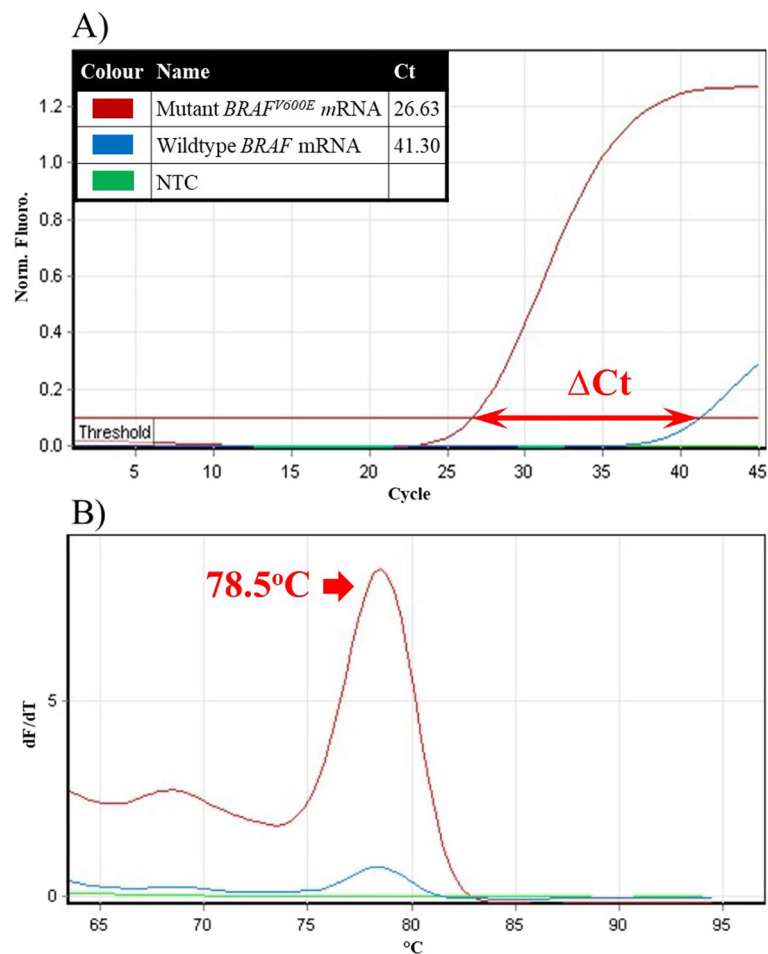 A)
Colour Name Ct
Mutant BRAFV600E mRNA 26.63
Wildtype BRAF mRNA 41.30
NTC
1.2
1.0
0.8
0.6
0.4
0.2
0.0
Norm. Fluoro.
ΔCt
Threshold
5 10 15 20 25 30 35 40 45
Cycle
B)
78.5°C
5
0
dF/dT
65 70 75 80 85 90 95
°C